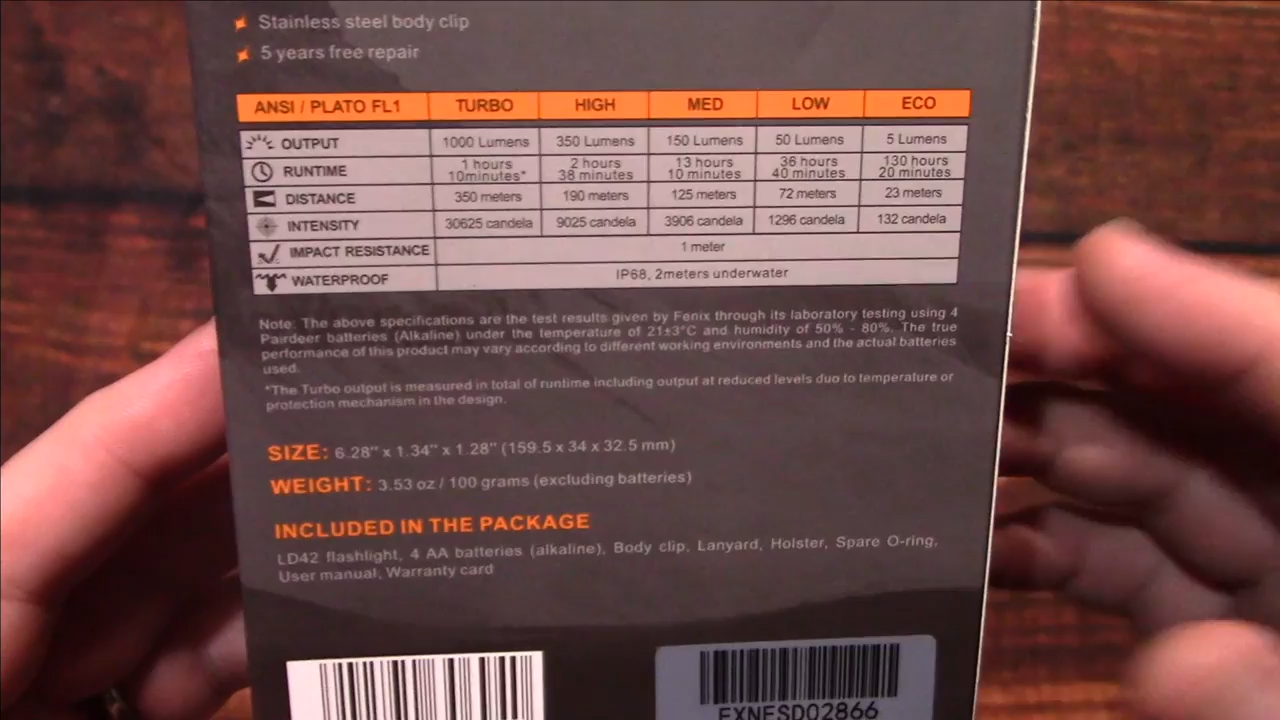 Stainless steel body clip
5 years free repair
ANSI / PLATO FL1 TURBO HIGH MED LOW ECO
OUTPUT 1000 Lumens 350 Lumens 150 Lumens 50 Lumens 5 Lumens
RUNTIME 1 hours 10minutes* 2 hours 38 minutes 13 hours 10 minutes 36 hours 40 minutes 130 hours 20 minutes
DISTANCE 350 meters 190 meters 125 meters 72 meters 23 meters
INTENSITY 30625 candela 9025 candela 3906 candela 1296 candela 132 candela
IMPACT RESISTANCE 1 meter
WATERPROOF IP68, 2meters underwater
Note: The above specifications are the test results given by Fenix through its laboratory testing using 4
Pairdeer batteries (Alkaline) under the temperature of 21±3°C and humidity of 50% - 80%. The true
performance of this product may vary according to different working environments and the actual batteries
used.
*The Turbo output is measured in total of runtime including output at reduced levels duo to temperature or
protection mechanism in the design.
SIZE: 6.28" x 1.34" x 1.28" (159.5 x 34 x 32.5 mm)
WEIGHT: 3.53 oz / 100 grams (excluding batteries)
INCLUDED IN THE PACKAGE
LD42 flashlight, 4 AA batteries (alkaline), Body clip, Lanyard, Holster, Spare O-ring,
User manual, Warranty card
FXNFSD02866